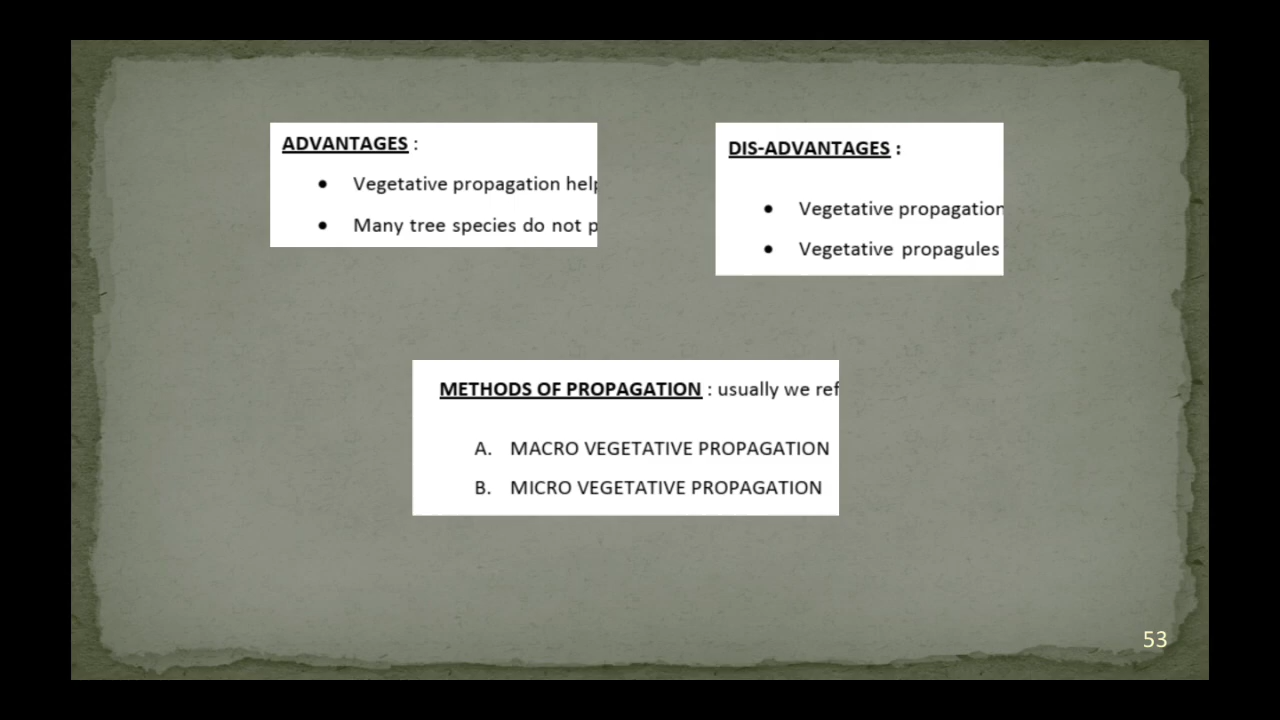 ADVANTAGES :
• Vegetative propagation help
• Many tree species do not p
DIS-ADVANTAGES :
• Vegetative propagation
• Vegetative propagules
METHODS OF PROPAGATION : usually we ref
A. MACRO VEGETATIVE PROPAGATION
B. MICRO VEGETATIVE PROPAGATION
53